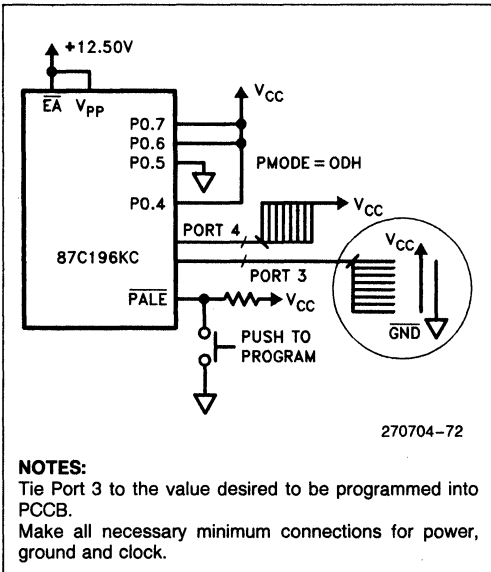 +12.50V
EA VPP
VCC
P0.7
P0.6
P0.5
PMODE = 0DH
P0.4
PORT 4
VCC
87C196KC
PORT 3
VCC
PALE
VCC
GND
PUSH TO
PROGRAM
270704-72
NOTES:
Tie Port 3 to the value desired to be programmed into
PCCB.
Make all necessary minimum connections for power,
ground and clock.